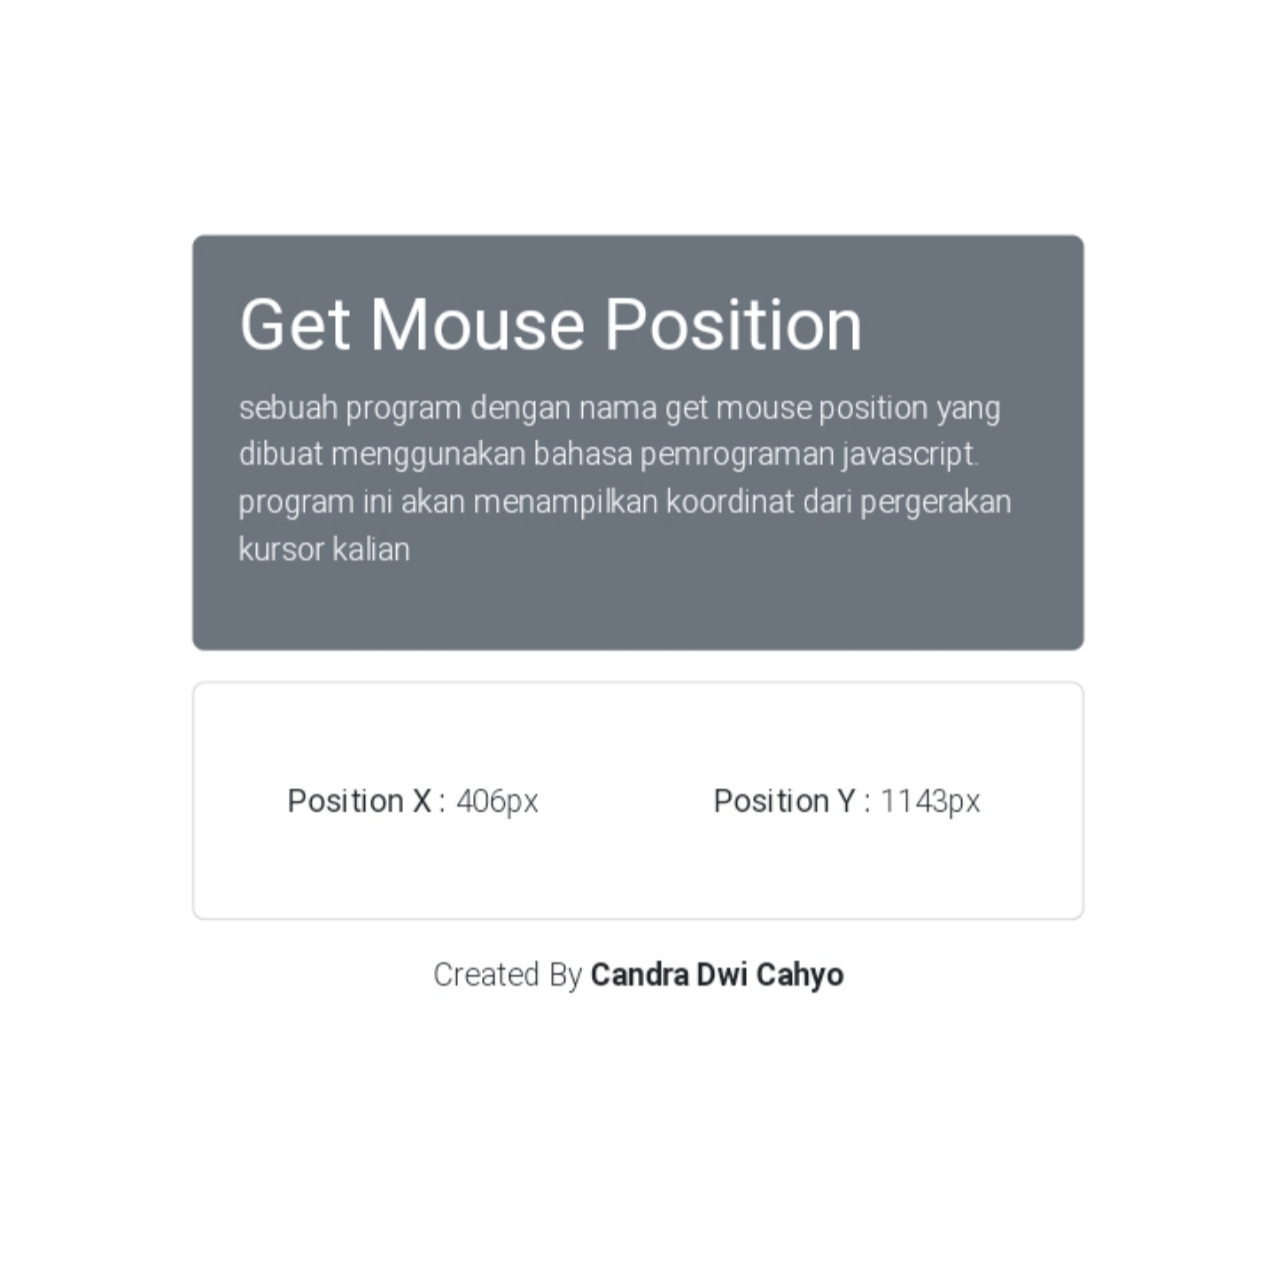 Get Mouse Position
sebuah program dengan nama get mouse position yang
dibuat menggunakan bahasa pemrograman javascript.
program ini akan menampilkan koordinat dari pergerakan
kursor kalian
Position X : 406px
Position Y : 1143px
Created By Candra Dwi Cahyo